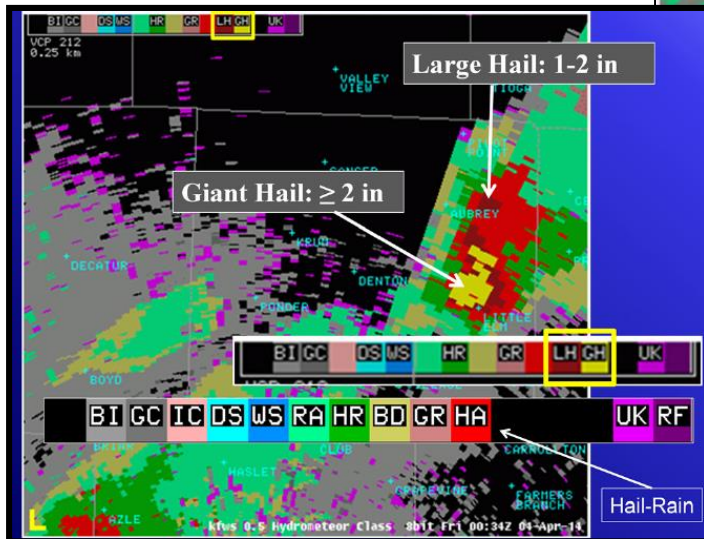 BI GC DS WS HR GR LH GH UK
VCP 212
0.25 km
VALLEY
VIEW
Large Hail: 1-2 in
TIOGA
Giant Hail: ≥ 2 in
AUBREY
KRUM
DECATUR
DENTON
PONDER
LITTLE
ELM
BI GC DS WS HR GR LH GH UK
BOYD
BI GC IC DS WS RA HR BD GR HA UK RF
CLUB
CARROLLTON
HASLET
GRAPEVINE
FARMERS
BRANCH
Hail-Rain
AZLE
kfws 0.5 Hydrometeor Class 8bit Fri 00:34Z 04-Apr-14